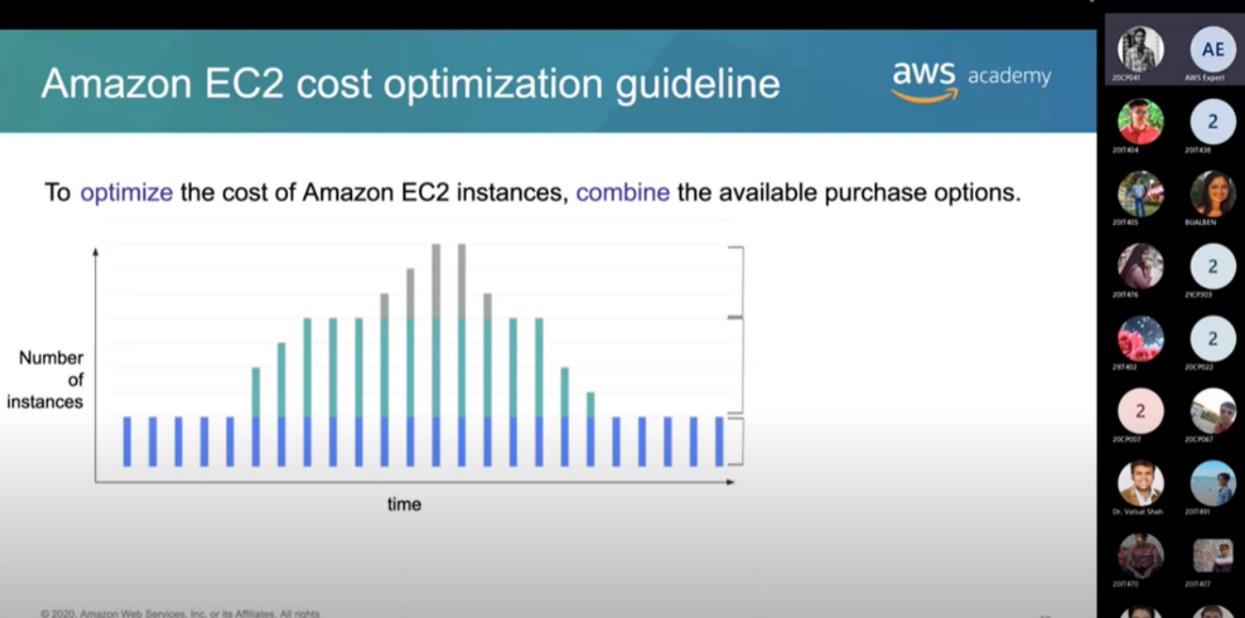 Amazon EC2 cost optimization guideline
aws academy
To optimize the cost of Amazon EC2 instances, combine the available purchase options.
Number
of
instances
time
© 2020, Amazon Web Services, Inc. or its Affiliates. All rights
AE
20CP041
AWS Expert
2
20IT404
20IT438
20IT405
BIJALBEN
2
20IT476
21CP303
2
20CP022
2
20CP007
20CP067
Dr. Vatsal Shah
20IT491
20IT470
20IT407